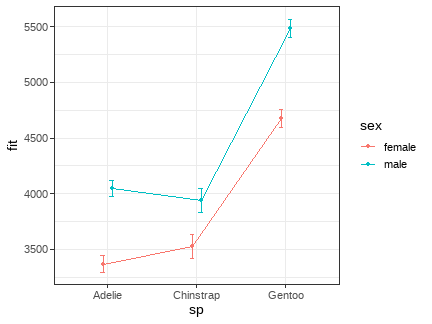 5500
5000
4500
4000
3500
fit
Adelie
Chinstrap
Gentoo
sp
sex
female
male